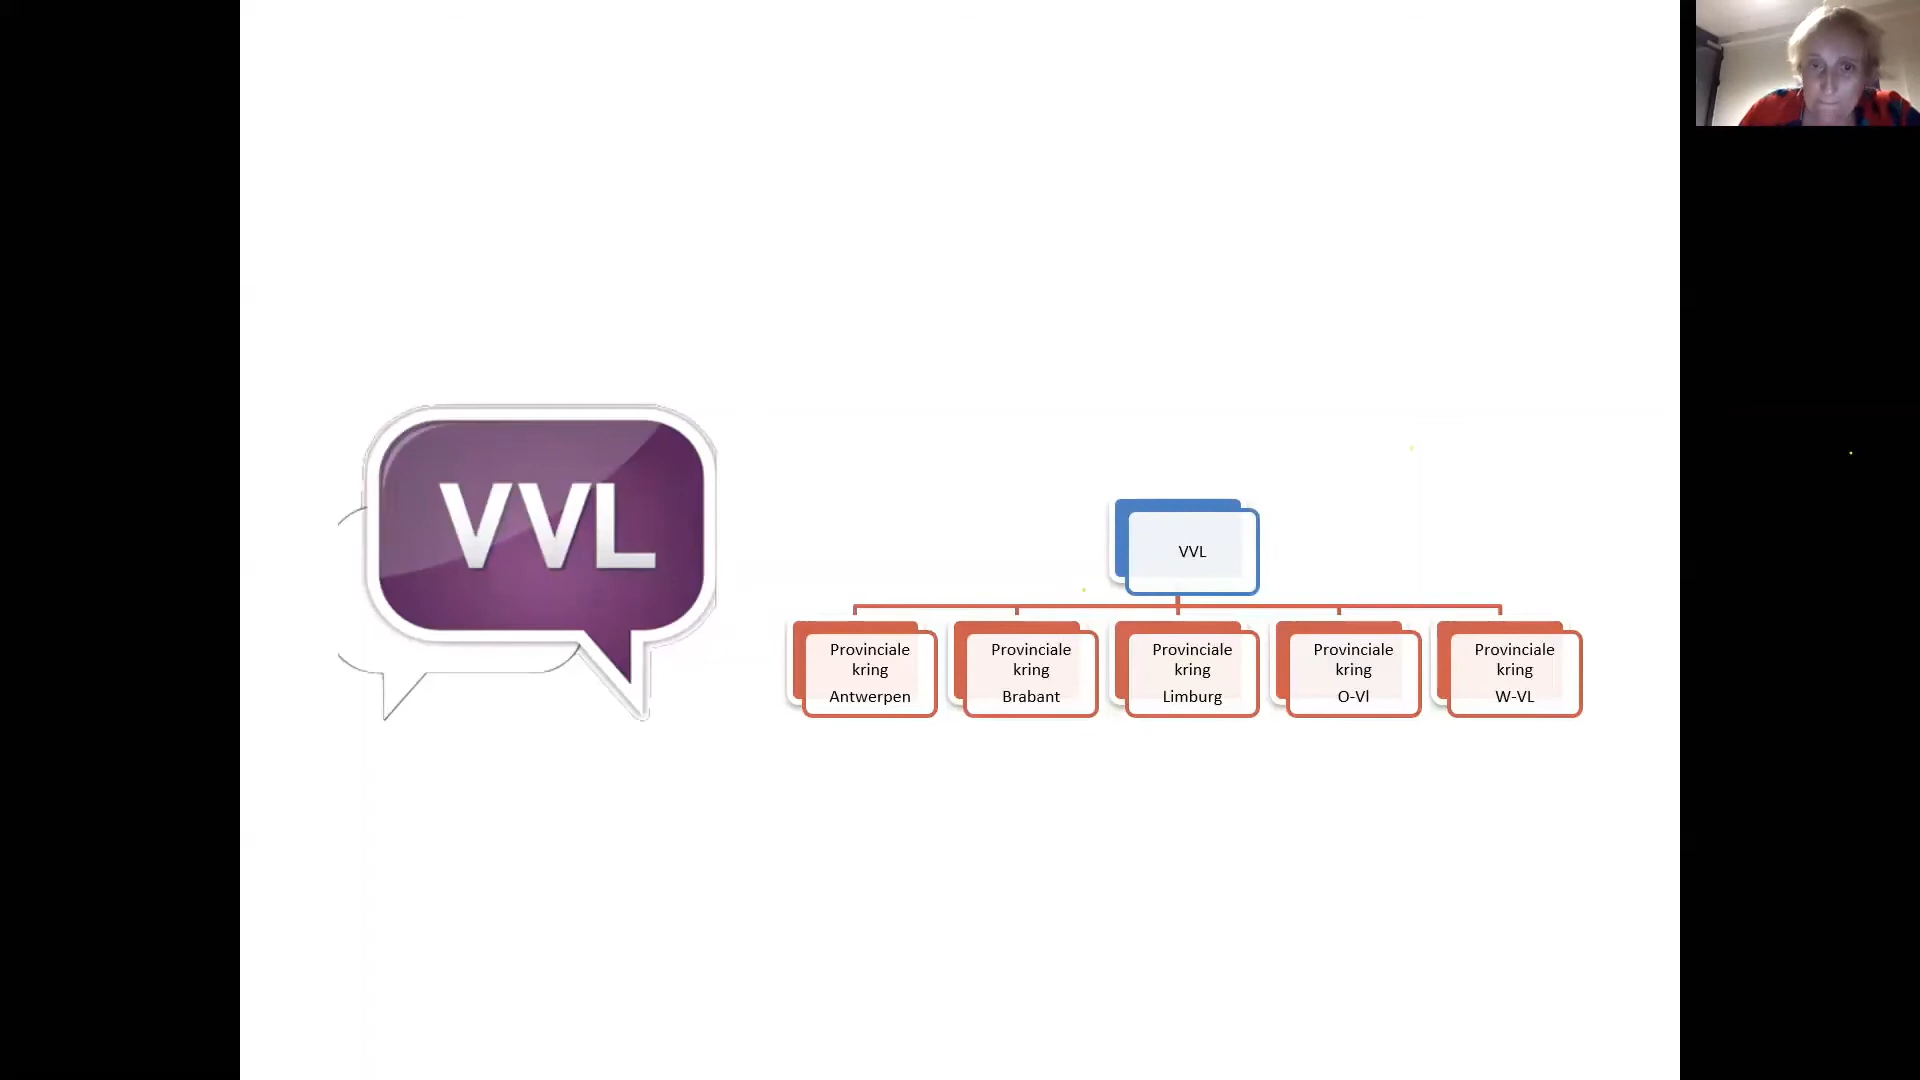 VVL
VVL
Provinciale
kring
Antwerpen
Provinciale
kring
Brabant
Provinciale
kring
Limburg
Provinciale
kring
O-Vl
Provinciale
kring
W-VL